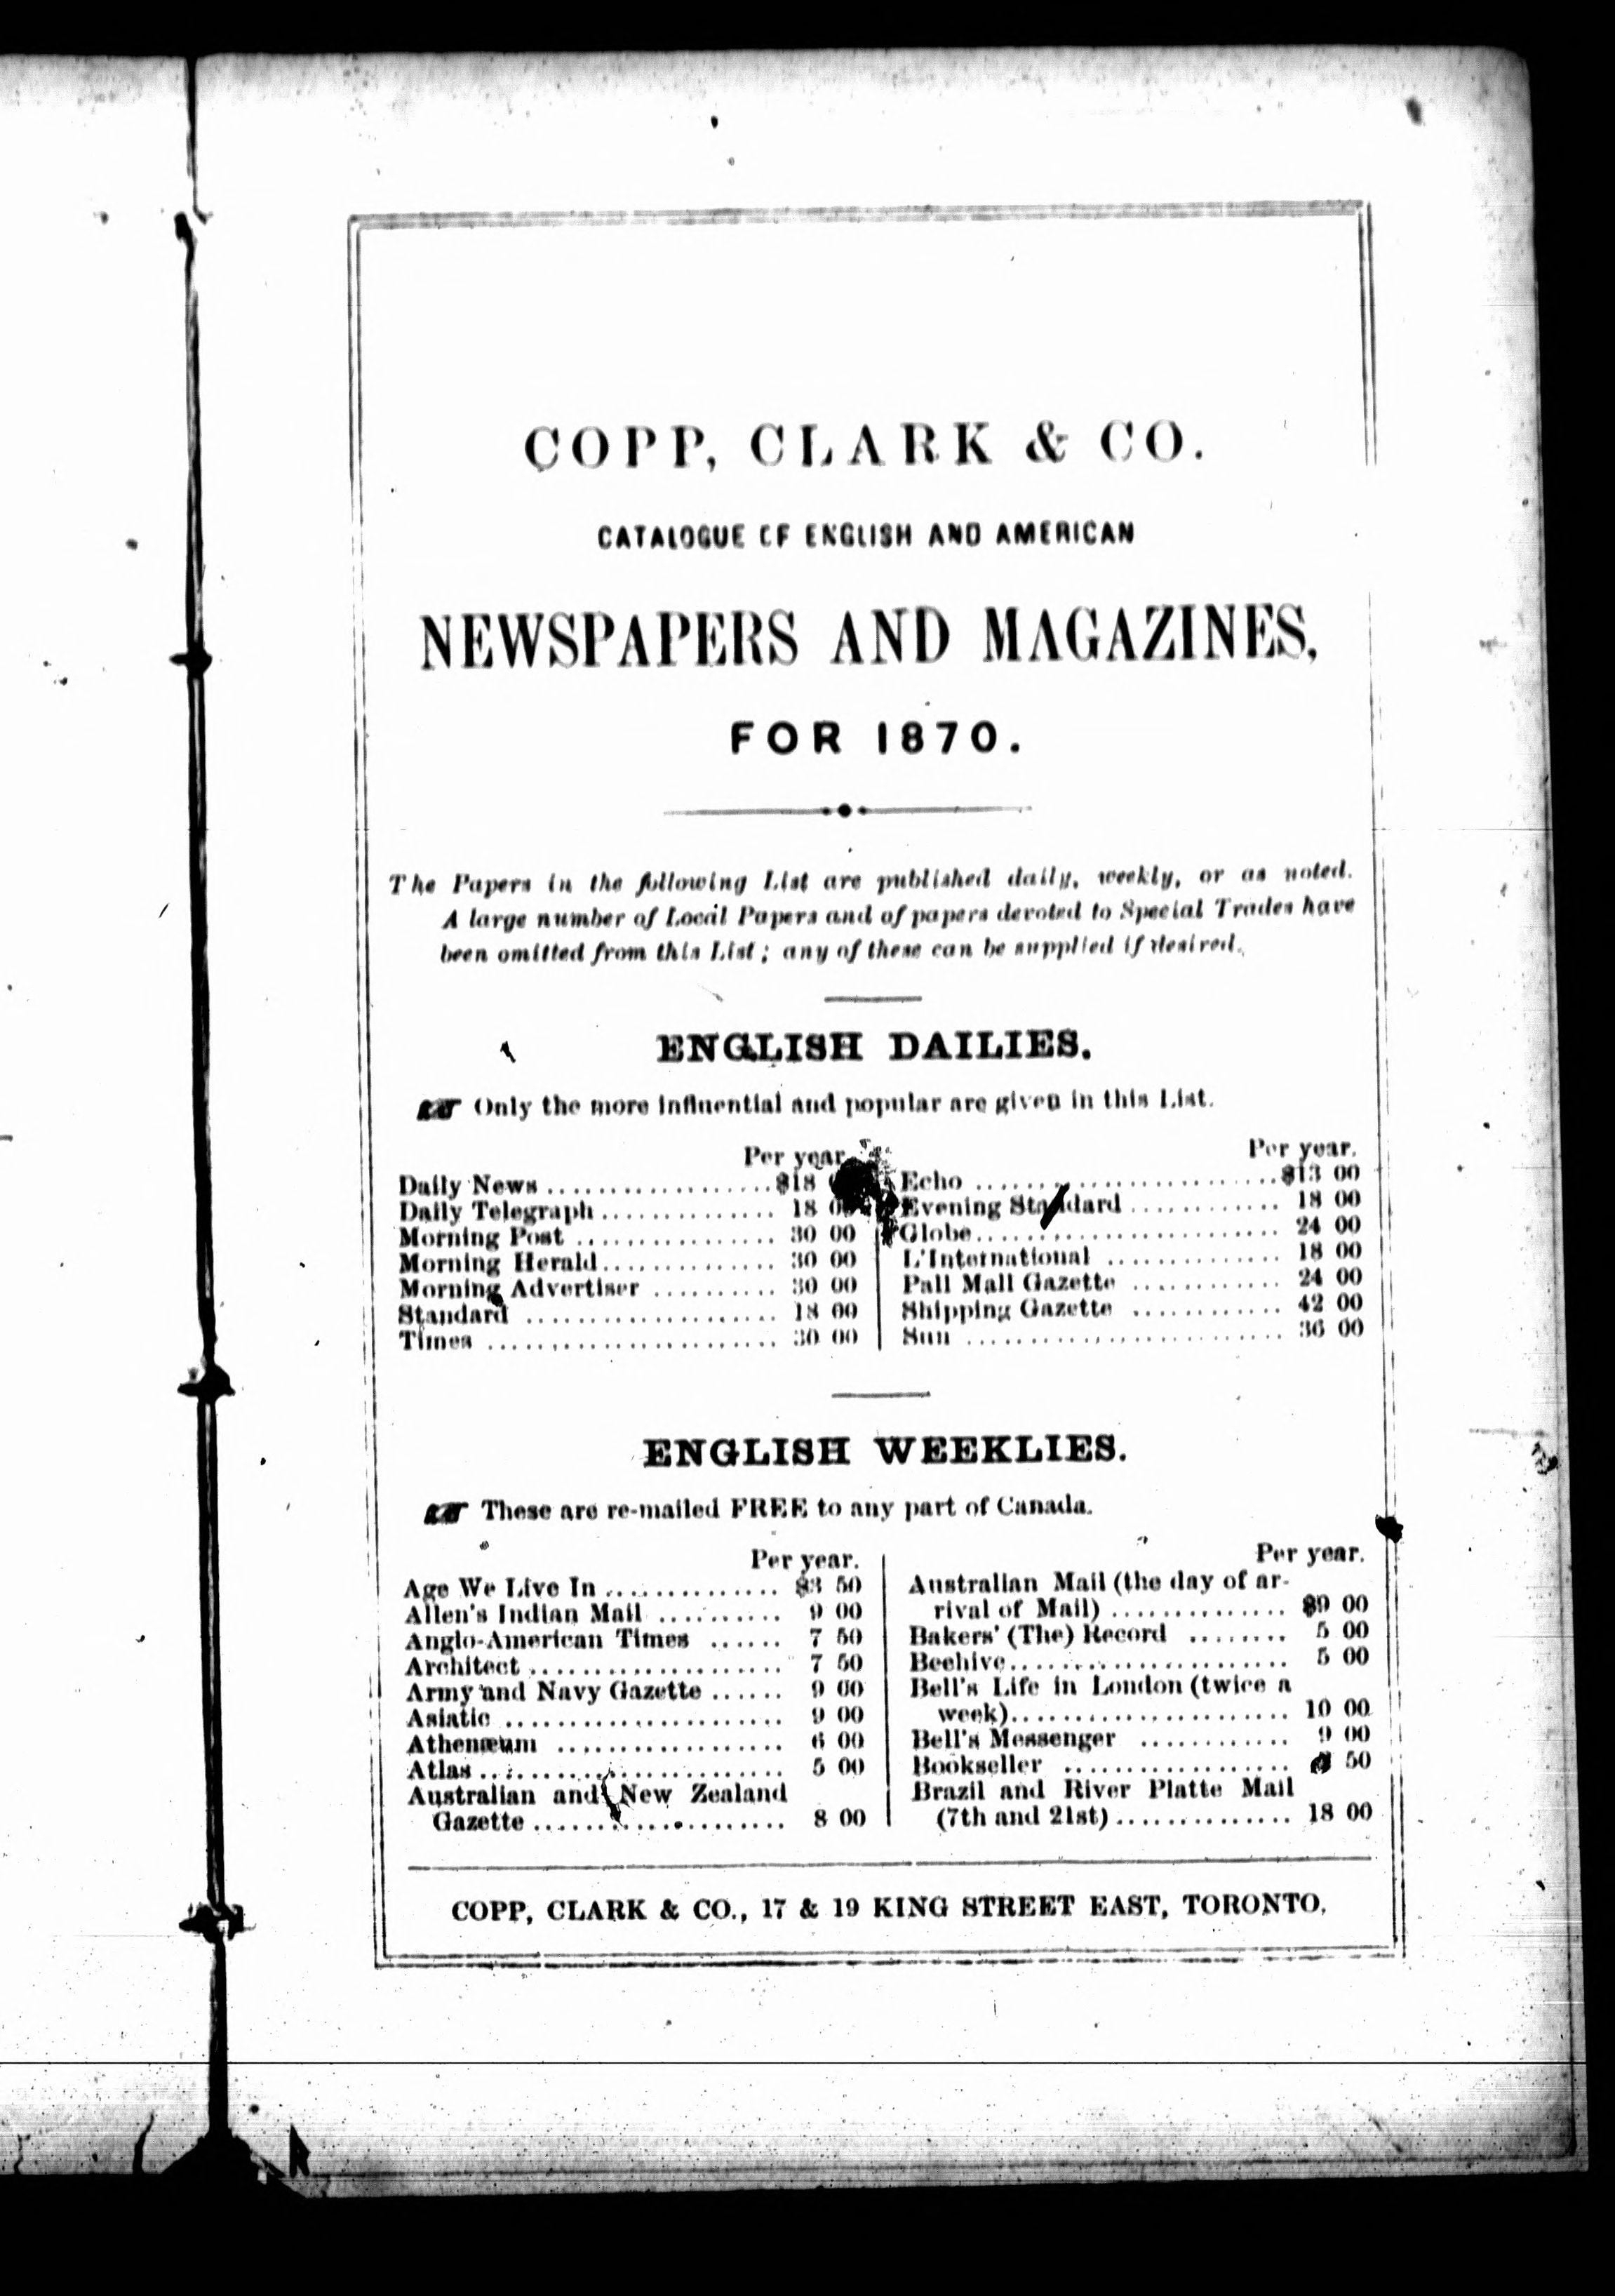 COPP, CLARK & CO.
CATALOGUE OF ENGLISH AND AMERICAN
NEWSPAPERS AND MAGAZINES,
FOR 1870.
The Papers in the following List are published daily, weekly, or as noted.
A large number of Local Papers and of papers devoted to Special Trades have
been omitted from this List; any of these can be supplied if desired.
ENGLISH DAILIES.
☞ Only the more influential and popular are given in this List.
Per year
Daily News ................... $18
Daily Telegraph ............... 18 00
Morning Post ................. 30 00
Morning Herald ............... 30 00
Morning Advertiser ........... 30 00
Standard ..................... 18 00
Times ........................ 30 00
Per year.
Echo ......................... $13 00
Evening Standard ............. 18 00
Globe ......................... 24 00
L'International ............... 18 00
Pall Mall Gazette ............. 24 00
Shipping Gazette ............. 42 00
Sun ........................... 36 00
ENGLISH WEEKLIES.
☞ These are re-mailed FREE to any part of Canada.
Per year.
Age We Live In .............. $3 50
Allen's Indian Mail .......... 9 00
Anglo-American Times ...... 7 50
Architect ..................... 7 50
Army and Navy Gazette ...... 9 00
Asiatic ....................... 9 00
Athenæum ................... 6 00
Atlas ......................... 5 00
Australian and New Zealand
Gazette ..................... 8 00
Per year.
Australian Mail (the day of ar-
rival of Mail) .............. $9 00
Bakers' (The) Record ........ 5 00
Beehive ....................... 5 00
Bell's Life in London (twice a
week) ....................... 10 00
Bell's Messenger ............ 9 00
Bookseller ................... 50
Brazil and River Platte Mail
(7th and 21st) .............. 18 00
COPP, CLARK & CO., 17 & 19 KING STREET EAST, TORONTO.